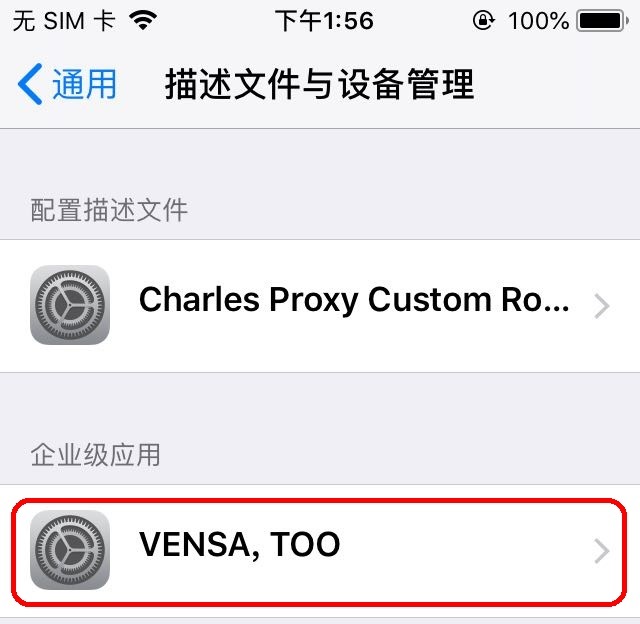 无 SIM 卡 下午1:56 100%
通用 描述文件与设备管理
配置描述文件
Charles Proxy Custom Ro...
企业级应用
VENSA, TOO